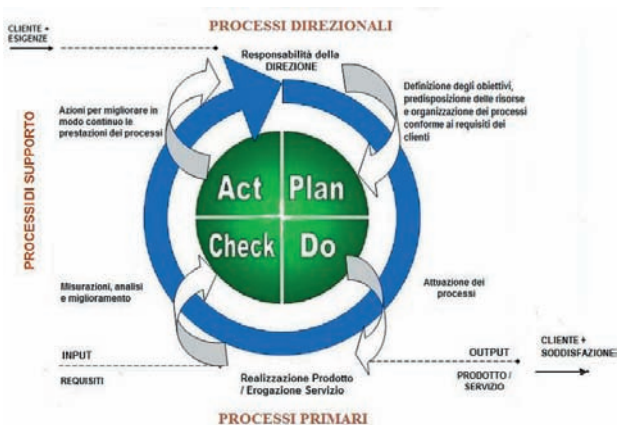 PROCESSI DIREZIONALI
CLIENTE +
ESIGENZE
Responsabilità della
DIREZIONE
Azioni per migliorare in
modo continuo le
prestazioni dei processi
Definizione degli obiettivi,
predisposizione delle risorse
e organizzazione dei processi
conforme ai requisiti dei
clienti
PROCESSI DI SUPPORTO
Act
Plan
Check
Do
Misurazioni, analisi
e miglioramento
Attuazione dei
processi
INPUT
REQUISITI
OUTPUT
PRODOTTO /
SERVIZIO
CLIENTE +
SODDISFAZIONE
Realizzazione Prodotto
/ Erogazione Servizio
PROCESSI PRIMARI